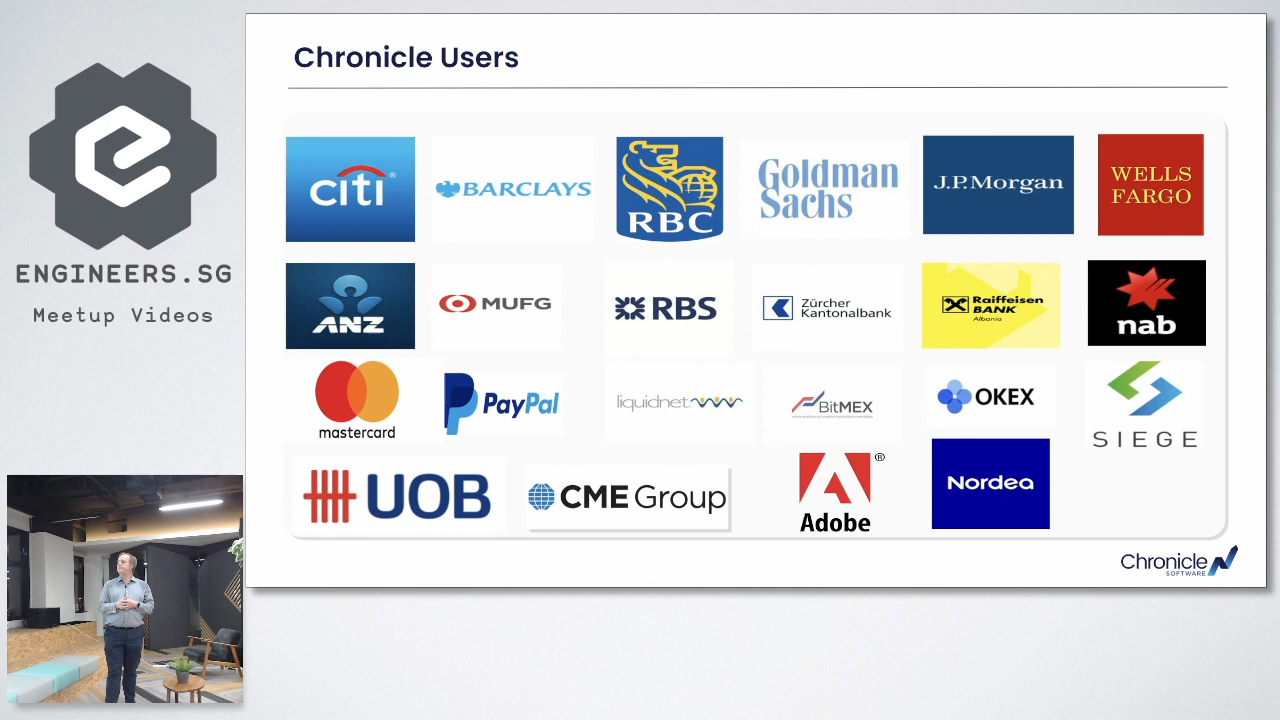 ENGINEERS.SG
Meetup Videos
Chronicle Users
citi®
BARCLAYS
RBC
Goldman
Sachs
J.P.Morgan
WELLS
FARGO
ANZ
MUFG
RBS
Zürcher
Kantonalbank
Raiffeisen
BANK
Albania
nab
mastercard
PayPal
liquidnet
BitMEX
OKEX
SIEGE
UOB
CME Group
®
Adobe
Nordea
Chronicle
SOFTWARE